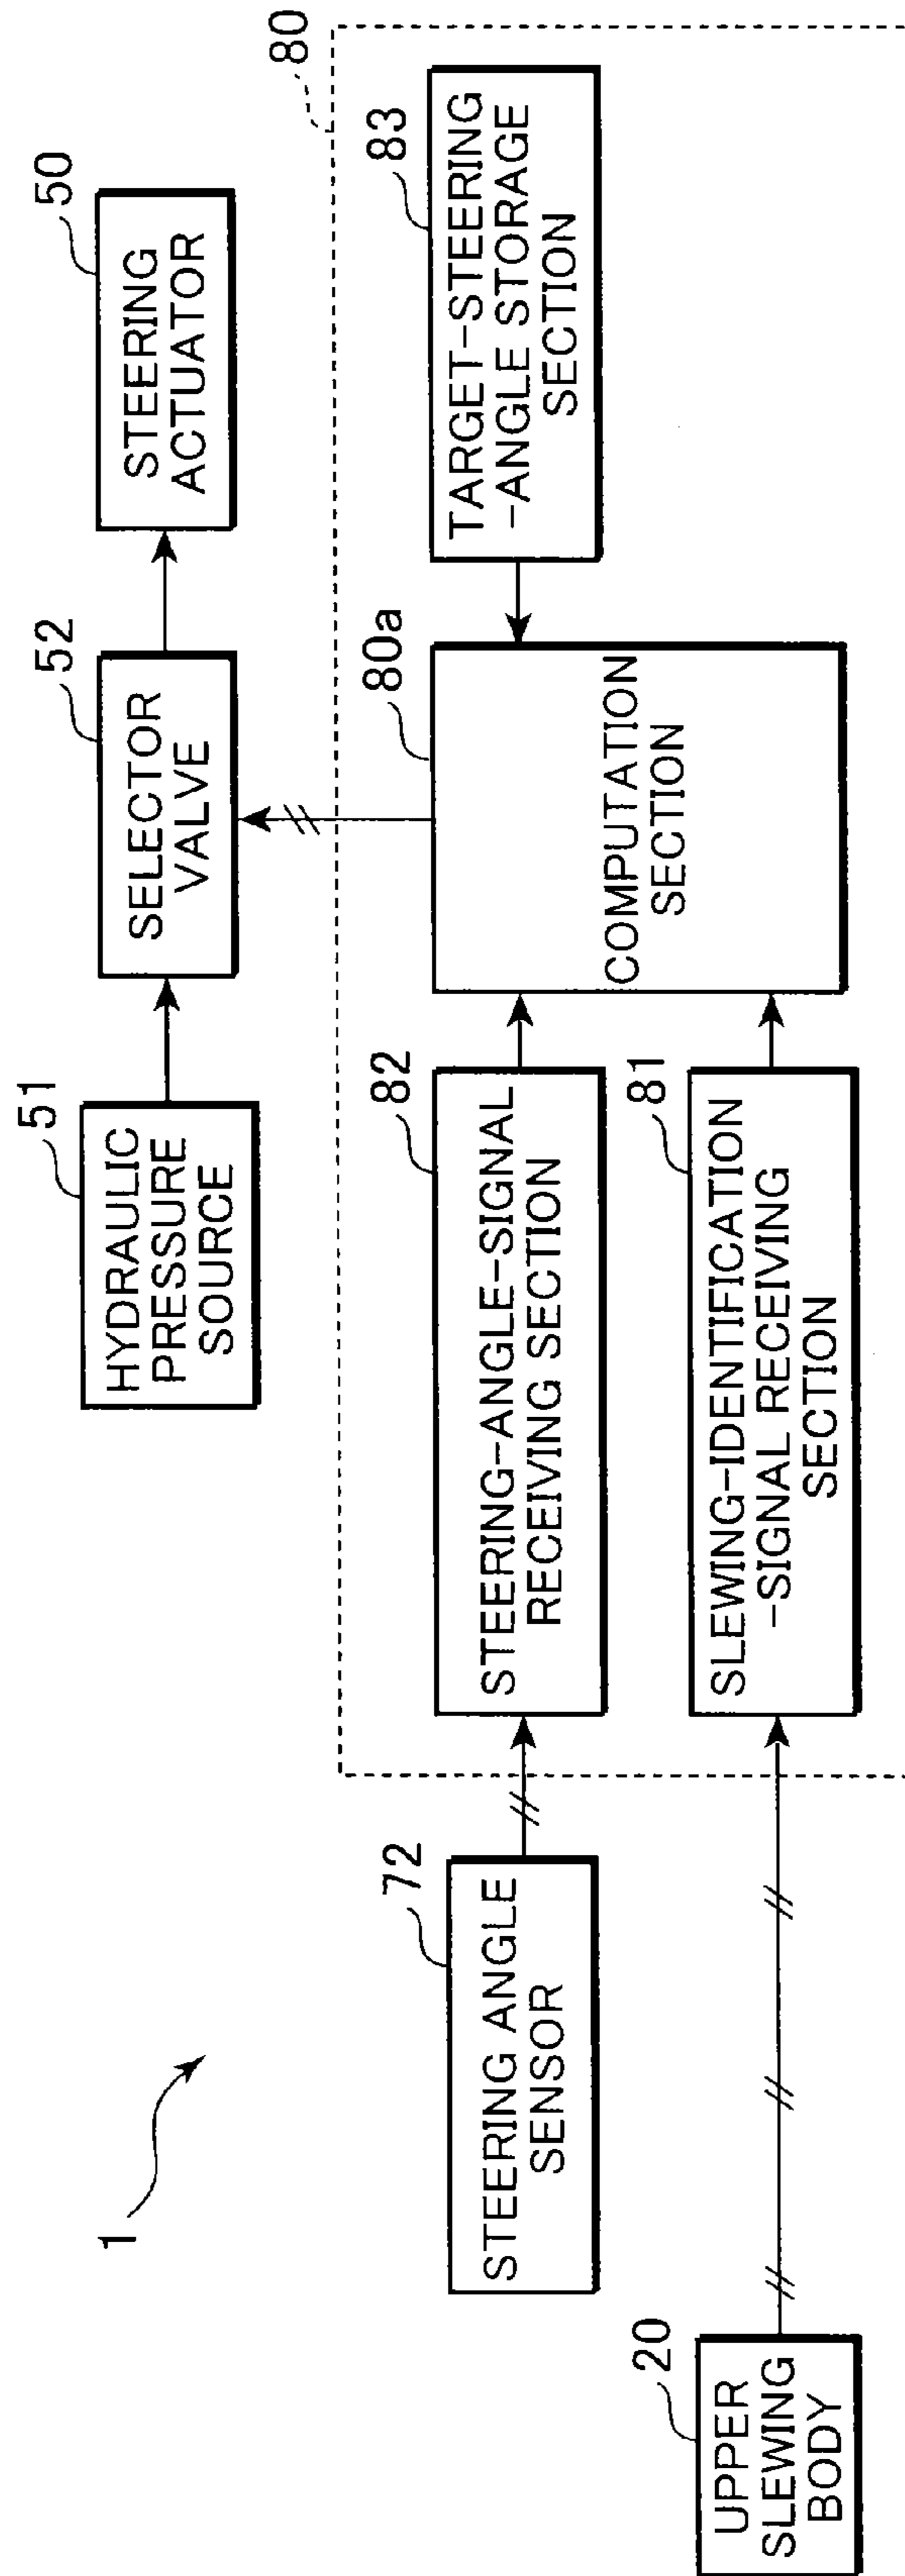 1
51
HYDRAULIC
PRESSURE
SOURCE
52
SELECTOR
VALVE
50
STEERING
ACTUATOR
80
72
STEERING ANGLE
SENSOR
82
STEERING-ANGLE-SIGNAL
RECEIVING SECTION
80a
COMPUTATION
SECTION
83
TARGET-STEERING
-ANGLE STORAGE
SECTION
20
UPPER
SLEWING
BODY
81
SLEWING-IDENTIFICATION
-SIGNAL RECEIVING
SECTION